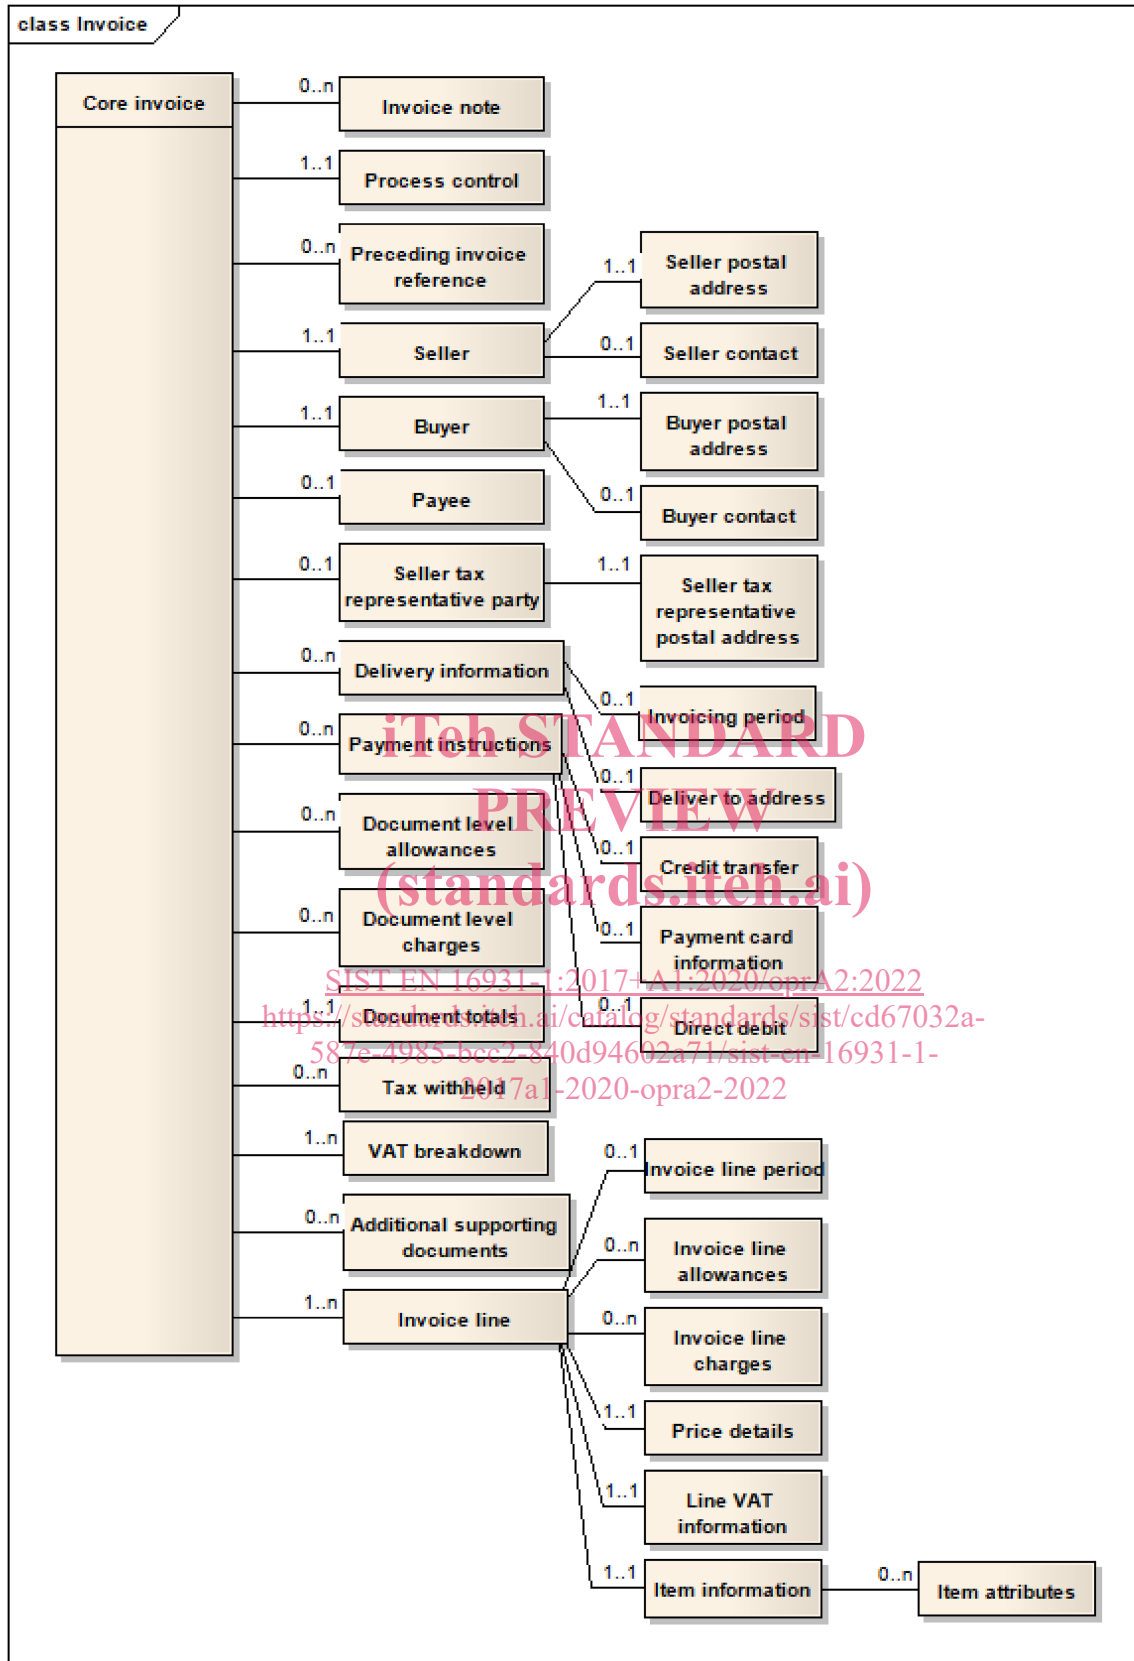 class Invoice
Core invoice
0..n
Invoice note
1..1
Process control
0..n
Preceding invoice
reference
1..1
Seller
1..1
Seller postal
address
0..1
Seller contact
1..1
Buyer
1..1
Buyer postal
address
0..1
Buyer contact
0..1
Payee
0..1
Seller tax
representative party
1..1
Seller tax
representative
postal address
0..n
Delivery information
0..1
Invoicing period
0..1
Deliver to address
0..n
Payment instructions
0..1
Credit transfer
0..1
Payment card
information
0..1
Direct debit
0..n
Document level
allowances
0..n
Document level
charges
1..1
Document totals
0..n
Tax withheld
1..n
VAT breakdown
0..n
Additional supporting
documents
1..n
Invoice line
0..1
Invoice line period
0..n
Invoice line
allowances
0..n
Invoice line
charges
1..1
Price details
1..1
Line VAT
information
1..1
Item information
0..n
Item attributes
iTeh STANDARD
PREVIEW
(standards.iteh.ai)
SIST EN 16931-1:2017+A1:2020/oprA2:2022
https://standards.iteh.ai/catalog/standards/sist/cd67032a-
587e-4985-bcc2-840d94602a71/sist-en-16931-1-
2017a1-2020-opra2-2022